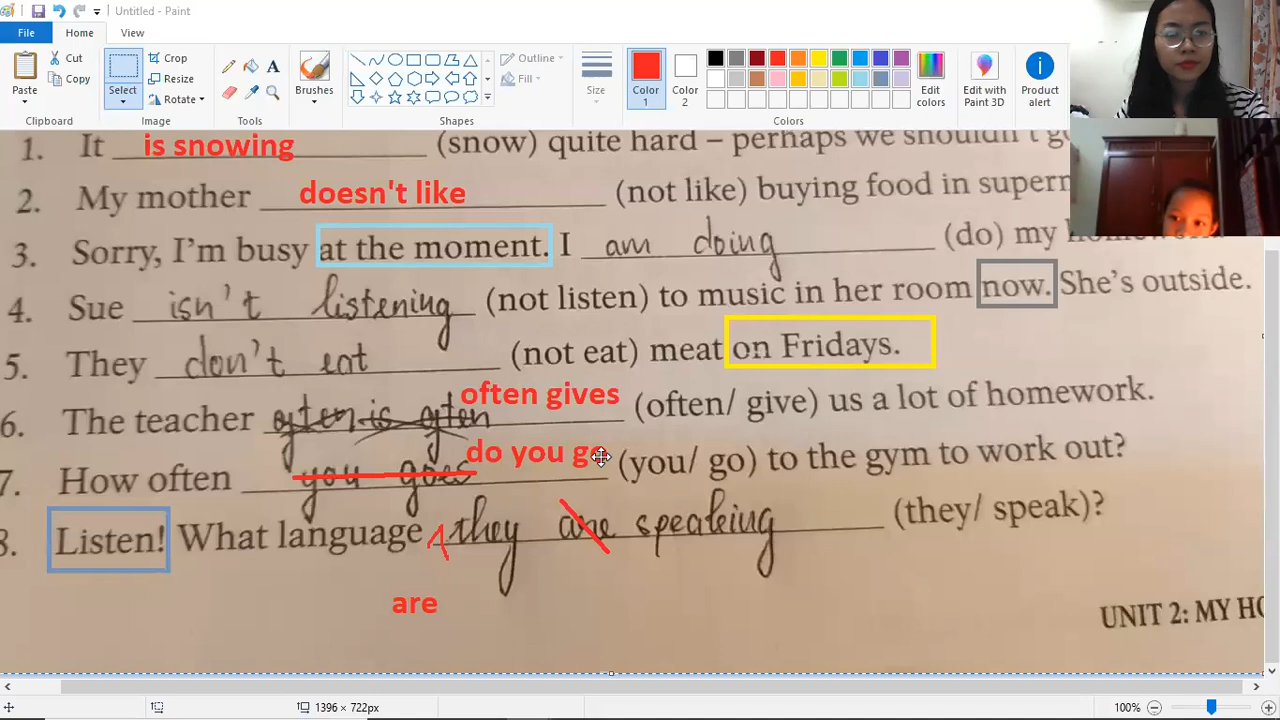 Untitled - Paint
File Home View
Paste Cut Copy Clipboard
Select Crop Resize Rotate Image
Tools
Brushes
Shapes Outline Fill
Size
Color 1 Color 2 Colors
Edit colors
Edit with Paint 3D
Product alert
1. It is snowing (snow) quite hard – perhaps we shouldn't
2. My mother doesn't like (not like) buying food in
3. Sorry, I'm busy at the moment. I am doing (do) my
4. Sue isn't listening (not listen) to music in her room now. She's outside.
5. They don't eat (not eat) meat on Fridays.
6. The teacher often is often often gives (often/ give) us a lot of homework.
7. How often you goes do you go (you/ go) to the gym to work out?
8. Listen! What language they are speaking (they/ speak)?
are
UNIT 2: MY
1396 × 722px
100%